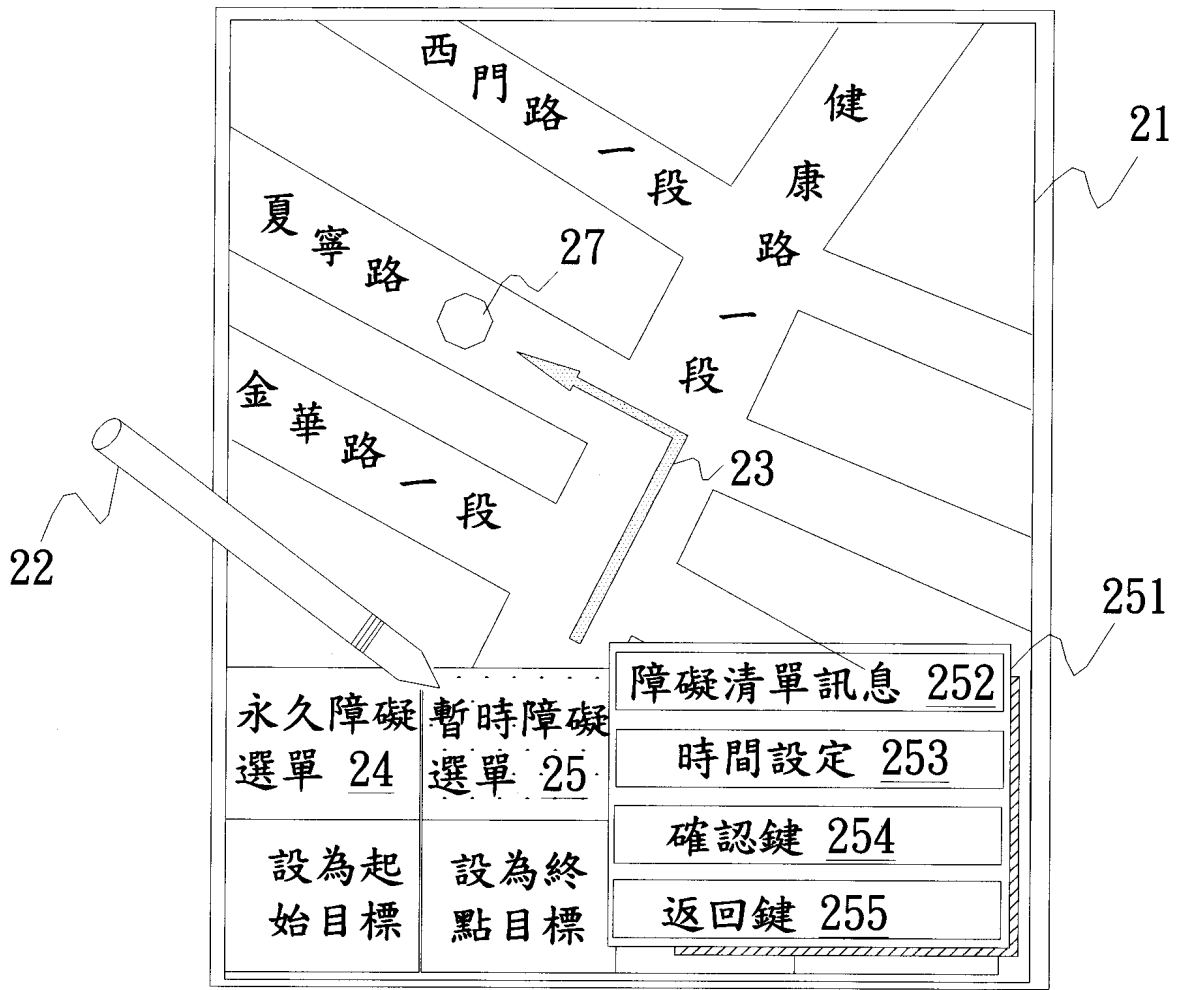 西門路一段
健康路一段
21
夏寧路
27
金華路一段
23
22
251
障礙清單訊息 252
永久障礙
選單 24
暫時障礙
選單 25
時間設定 253
確認鍵 254
設為起
始目標
設為終
點目標
返回鍵 255